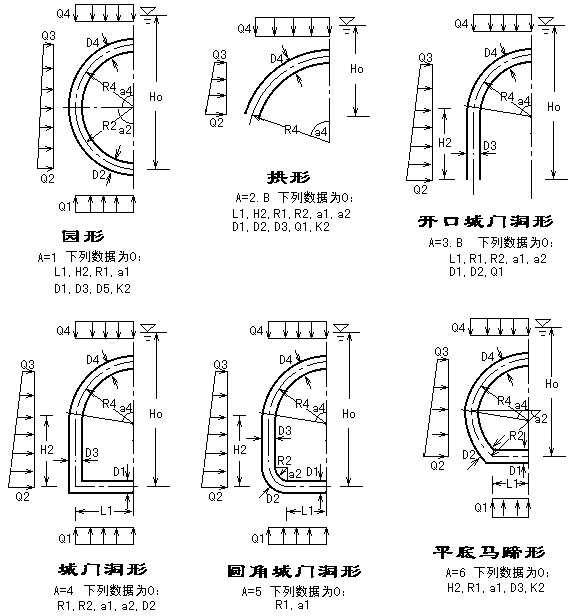 Q4
Q3
D4
R4
a4
Ho
R2
a2
Q2
D2
Q1
圆形
A=1 下列数据为0:
L1,H2,R1,a1
D1,D3,D5,K2
Q4
Q3
D4
Ho
Q2
R4
a4
拱形
A=2.B 下列数据为0:
L1,H2,R1,R2,a1,a2
D1,D2,D3,Q1,K2
Q4
Q3
D4
R4
a4
Ho
H2
D3
Q2
开口城门洞形
A=3.B 下列数据为0:
L1,R1,R2,a1,a2
D1,D2,Q1
Q4
Q3
D4
R4
a4
Ho
H2
D3
D1
Q2
L1
Q1
城门洞形
A=4 下列数据为0:
R1,R2,a1,a2,D2
Q4
Q3
D4
R4
a4
Ho
D3
H2
R2
D1
a2
Q2
D2
L1
Q1
圆角城门洞形
A=5 下列数据为0:
R1,a1
Q4
Q3
D4
R4
a4
Ho
a2
R2
Q2
D2
D1
L1
Q1
平底马蹄形
A=6 下列数据为0:
H2,R1,a1,D3,K2